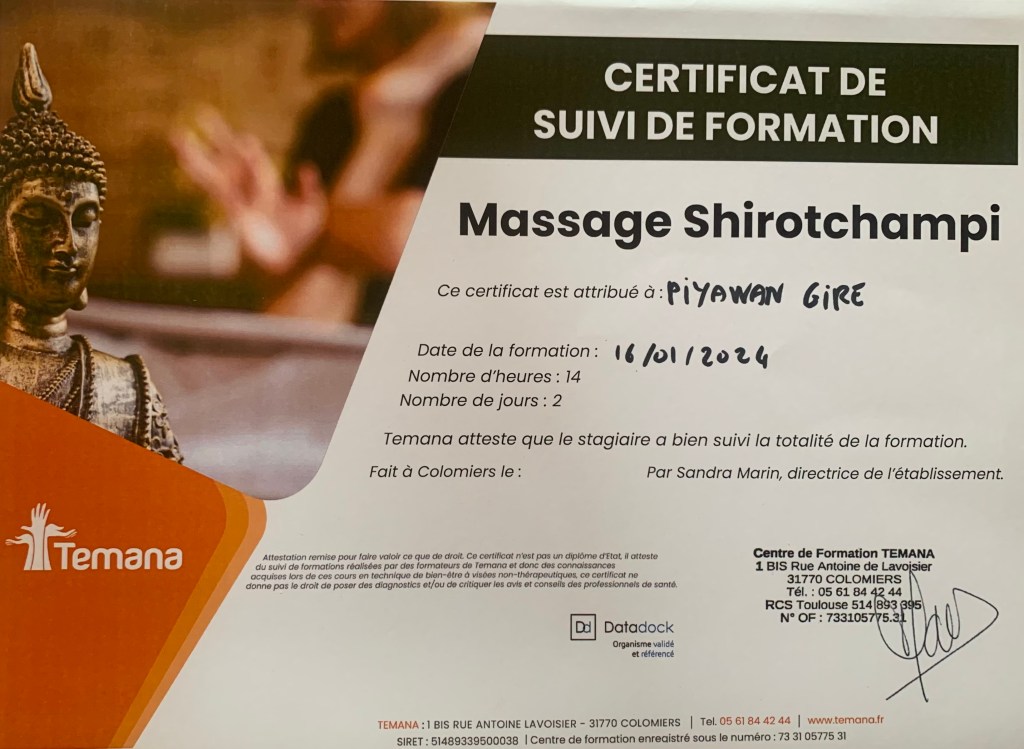 CERTIFICAT DE
SUIVI DE FORMATION
Massage Shirotchampi
Ce certificat est attribué à : PiYAWAN GiRE
Date de la formation : 16/01/2024
Nombre d'heures : 14
Nombre de jours : 2
Temana atteste que le stagiaire a bien suivi la totalité de la formation.
Fait à Colomiers le : Par Sandra Marin, directrice de l'établissement.
Temana
Attestation remise pour faire valoir ce que de droit. Ce certificat n'est pas un diplôme d'Etat, il atteste
du suivi de formations réalisées par des formateurs de Temana et donc des connaissances
acquises lors de ces cours en technique de bien-être à visées non-thérapeutiques, ce certificat ne
donne pas le droit de poser des diagnostics et/ou de critiquer les avis et conseils des professionnels de santé.
Centre de Formation TEMANA
1 BIS Rue Antoine de Lavoisier
31770 COLOMIERS
Tél. : 05 61 84 42 44
RCS Toulouse 514 893 395
N° OF : 733105775.31
Dd Datadock
Organisme validé
et référencé
TEMANA : 1 BIS RUE ANTOINE LAVOISIER - 31770 COLOMIERS | Tel. 05 61 84 42 44 | www.temana.fr
SIRET : 51489339500038 | Centre de formation enregistré sous le numéro : 73 31 05775 31